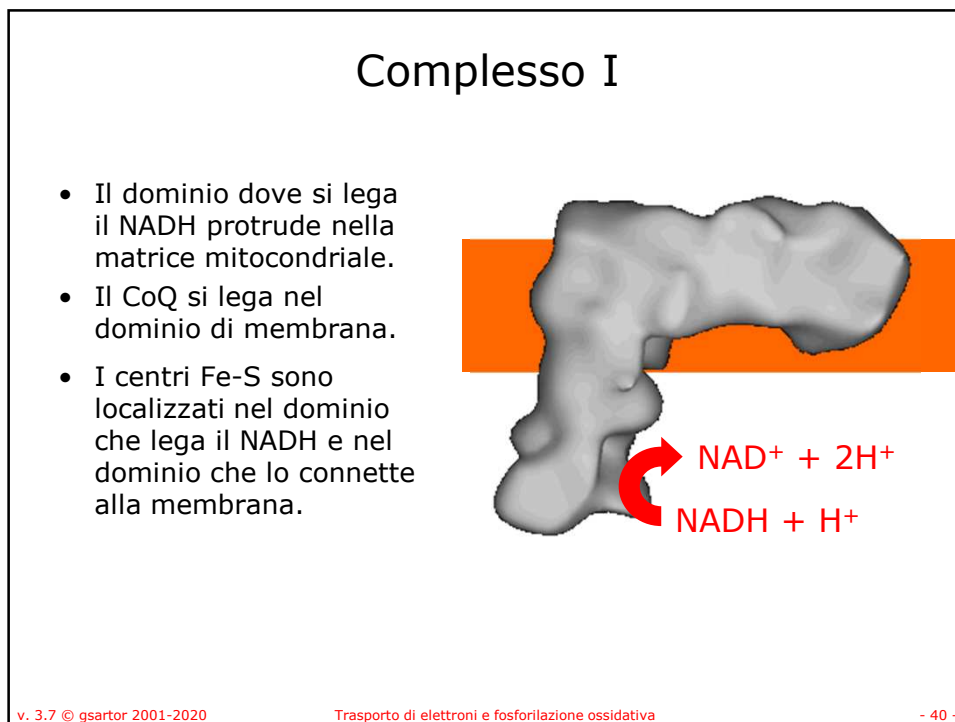 Complesso I
• Il dominio dove si lega
il NADH protrude nella
matrice mitocondriale.
• Il CoQ si lega nel
dominio di membrana.
• I centri Fe-S sono
localizzati nel dominio
che lega il NADH e nel
dominio che lo connette
alla membrana.
NAD⁺ + 2H⁺
NADH + H⁺
v. 3.7 © gsartor 2001-2020 Trasporto di elettroni e fosforilazione ossidativa - 40 -